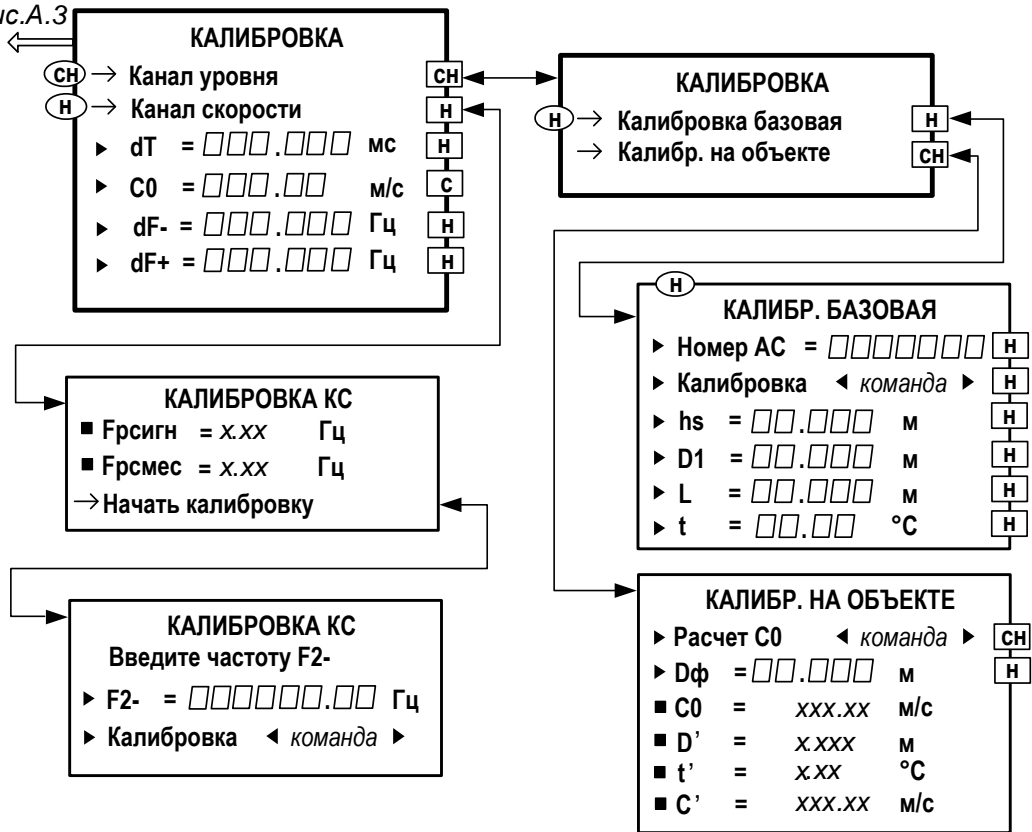 ис.А.3
КАЛИБРОВКА
СН → Канал уровня СН
Н → Канал скорости Н
▶ dT = □□□.□□□ мс Н
▶ C0 = □□□.□□ м/с С
▶ dF- = □□□.□□□ Гц Н
▶ dF+ = □□□.□□□ Гц Н
КАЛИБРОВКА
Н → Калибровка базовая Н
→ Калибр. на объекте СН
КАЛИБРОВКА КС
■ Fрсигн = x.xx Гц
■ Fрсмес = x.xx Гц
→ Начать калибровку
КАЛИБРОВКА КС
Введите частоту F2-
▶ F2- = □□□□□□.□□ Гц
▶ Калибровка ◀ команда ▶
Н
КАЛИБР. БАЗОВАЯ
▶ Номер АС = □□□□□□□ Н
▶ Калибровка ◀ команда ▶ Н
▶ hs = □□.□□□ м Н
▶ D1 = □□.□□□ м Н
▶ L = □□.□□□ м Н
▶ t = □□.□□ °C Н
КАЛИБР. НА ОБЪЕКТЕ
▶ Расчет С0 ◀ команда ▶ СН
▶ Dф = □□.□□□ м Н
■ C0 = xxx.xx м/с
■ D’ = x.xxx м
■ t’ = x.xx °C
■ C’ = xxx.xx м/с